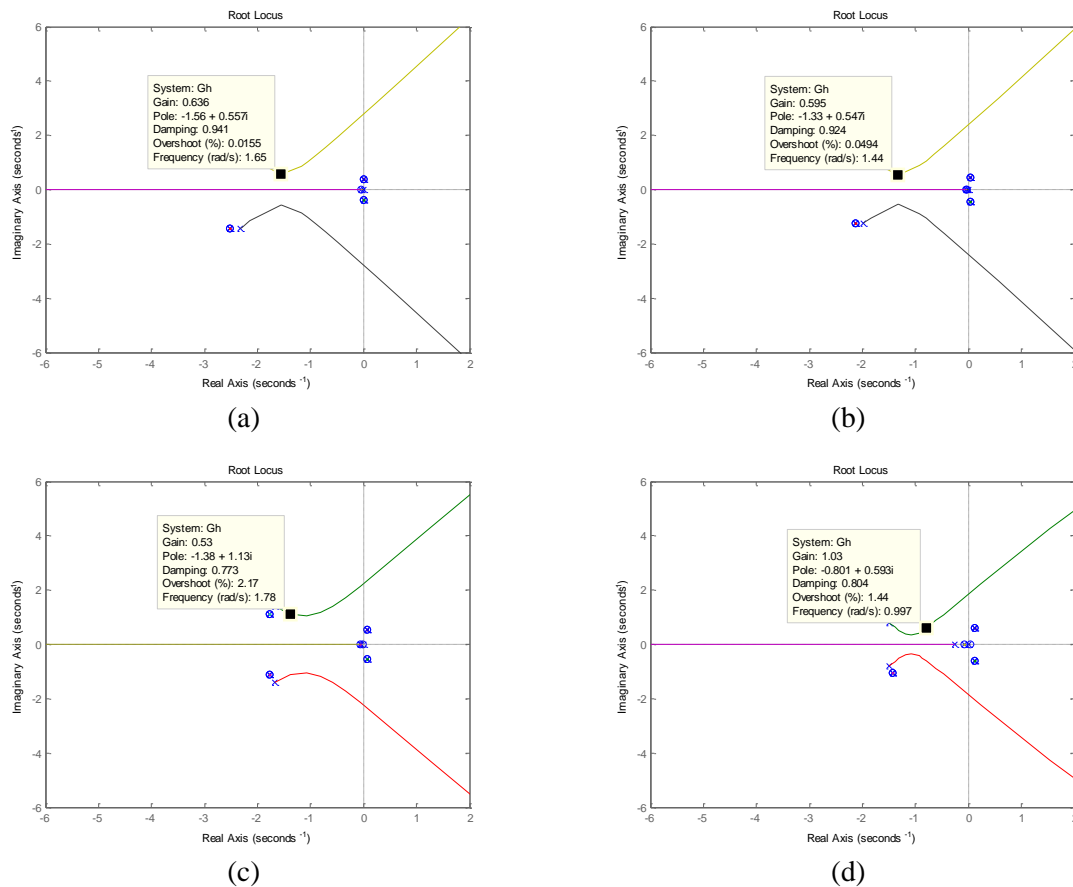 Root Locus
System: Gh
Gain: 0.636
Pole: -1.56 + 0.557i
Damping: 0.941
Overshoot (%): 0.0155
Frequency (rad/s): 1.65
6
4
2
0
-2
-4
-6
-6 -5 -4 -3 -2 -1 0 1 2
Imaginary Axis (seconds⁻¹)
Real Axis (seconds⁻¹)
(a)
Root Locus
System: Gh
Gain: 0.595
Pole: -1.33 + 0.547i
Damping: 0.924
Overshoot (%): 0.0494
Frequency (rad/s): 1.44
6
4
2
0
-2
-4
-6
-6 -5 -4 -3 -2 -1 0 1 2
Imaginary Axis (seconds¹)
Real Axis (seconds ⁻¹)
(b)
Root Locus
System: Gh
Gain: 0.53
Pole: -1.38 + 1.13i
Damping: 0.773
Overshoot (%): 2.17
Frequency (rad/s): 1.78
6
4
2
0
-2
-4
-6
-6 -5 -4 -3 -2 -1 0 1 2
Imaginary Axis (seconds¹)
Real Axis (seconds ⁻¹)
(c)
Root Locus
System: Gh
Gain: 1.03
Pole: -0.801 + 0.593i
Damping: 0.804
Overshoot (%): 1.44
Frequency (rad/s): 0.997
6
4
2
0
-2
-4
-6
-6 -5 -4 -3 -2 -1 0 1 2
Imaginary Axis (seconds¹)
Real Axis (seconds ⁻¹)
(d)